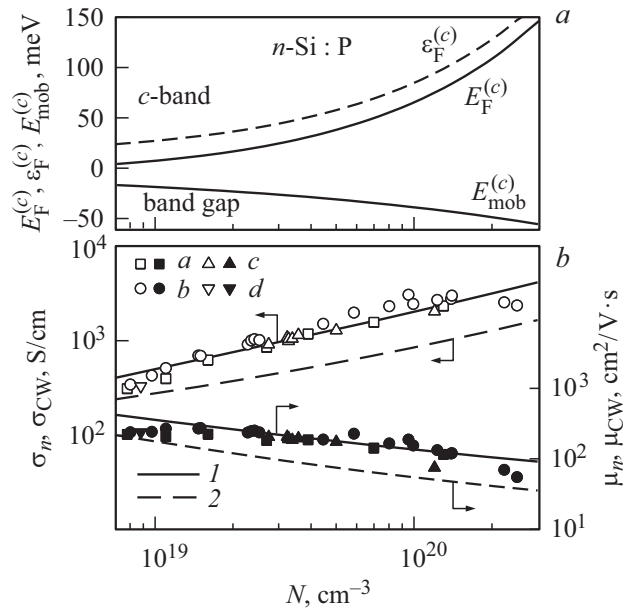 a
n-Si : P
ε_F^(c)
c-band
E_F^(c)
E_mob^(c)
band gap
150
100
50
0
−50
E_F^(c), ε_F^(c), E_mob^(c), meV
b
a c
b d
10^4
10^3
10^2
σ_n, σ_CW, S/cm
1
2
10^3
10^2
10^1
μ_n, μ_CW, cm^2/V·s
10^19 10^20
N, cm^−3